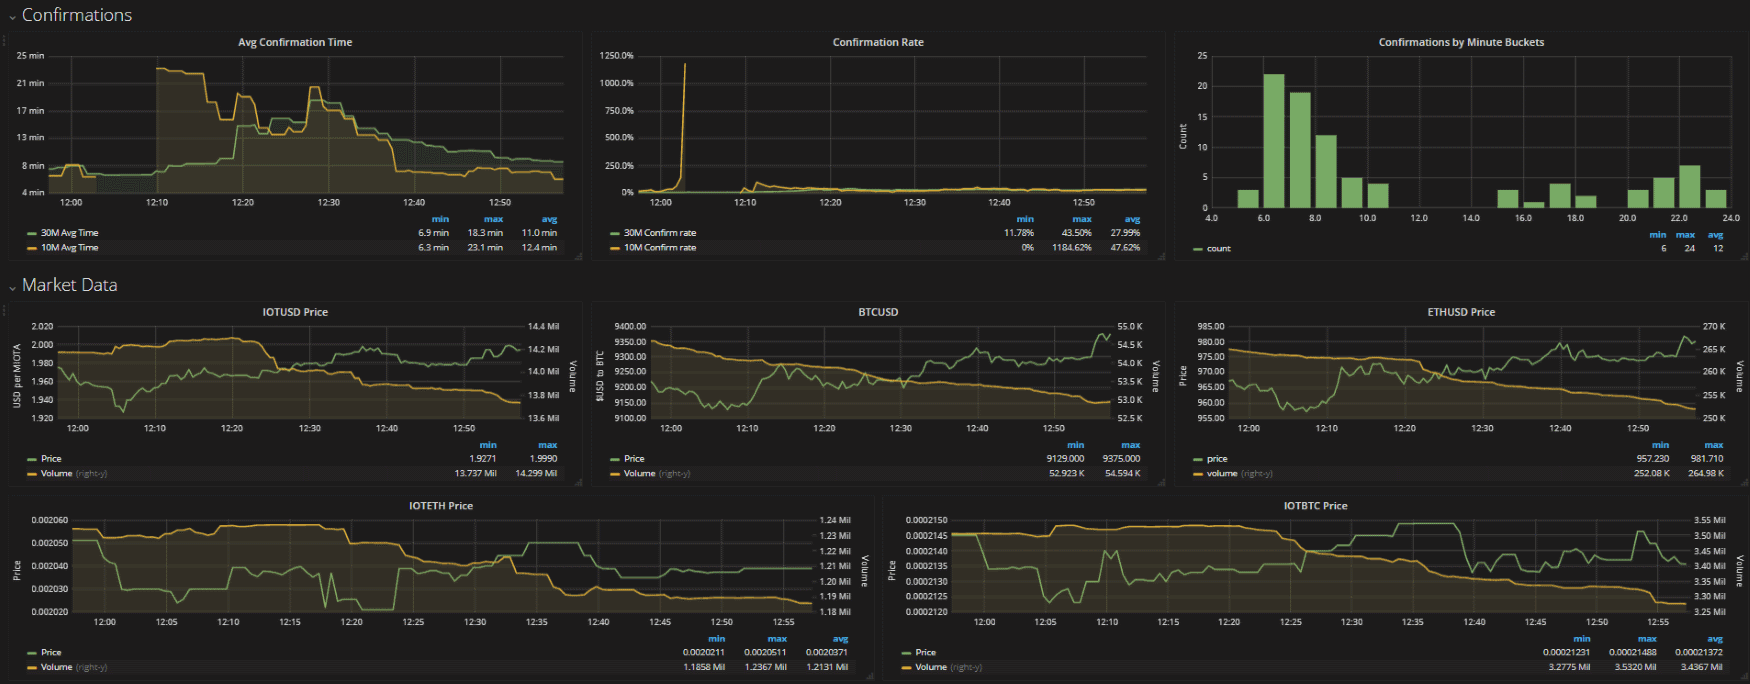 Confirmations
Avg Confirmation Time
25 min
21 min
17 min
13 min
8 min
4 min
12:00 12:10 12:20 12:30 12:40 12:50
min max avg
30M Avg Time 6.9 min 18.3 min 11.0 min
10M Avg Time 6.3 min 23.1 min 12.4 min
Confirmation Rate
1250.0%
1000.0%
750.0%
500.0%
250.0%
0%
12:00 12:10 12:20 12:30 12:40 12:50
min max avg
30M Confirm rate 11.78% 43.50% 27.99%
10M Confirm rate 0% 1184.62% 47.62%
Confirmations by Minute Buckets
Count
25
20
15
10
5
0
4.0 6.0 8.0 10.0 12.0 14.0 16.0 18.0 20.0 22.0 24.0
min max avg
count 6 24 12
Market Data
IOTUSD Price
USD per MIOTA
2.020
2.000
1.980
1.960
1.940
1.920
14.4 Mil
14.2 Mil
14.0 Mil
13.8 Mil
13.6 Mil
Volume
12:00 12:10 12:20 12:30 12:40 12:50
min max
Price 1.9271 1.9990
Volume (right-y) 13.737 Mil 14.299 Mil
BTCUSD
$USD to BTC
9400.00
9350.00
9300.00
9250.00
9200.00
9150.00
9100.00
55.0 K
54.5 K
54.0 K
53.5 K
53.0 K
52.5 K
Volume
12:00 12:10 12:20 12:30 12:40 12:50
min max
Price 9129.000 9375.000
Volume (right-y) 52.923 K 54.594 K
ETHUSD Price
Price
985.00
980.00
975.00
970.00
965.00
960.00
955.00
270 K
265 K
260 K
255 K
250 K
Volume
12:00 12:10 12:20 12:30 12:40 12:50
min max
price 957.230 981.710
volume (right-y) 252.08 K 264.98 K
IOTETH Price
Price
0.002060
0.002050
0.002040
0.002030
0.002020
1.24 Mil
1.23 Mil
1.22 Mil
1.21 Mil
1.20 Mil
1.19 Mil
1.18 Mil
Volume
12:00 12:05 12:10 12:15 12:20 12:25 12:30 12:35 12:40 12:45 12:50 12:55
min max avg
Price 0.0020211 0.0020511 0.0020371
Volume (right-y) 1.1858 Mil 1.2367 Mil 1.2131 Mil
IOTBTC Price
Price
0.0002150
0.0002145
0.0002140
0.0002135
0.0002130
0.0002125
0.0002120
3.55 Mil
3.50 Mil
3.45 Mil
3.40 Mil
3.35 Mil
3.30 Mil
3.25 Mil
Volume
12:00 12:05 12:10 12:15 12:20 12:25 12:30 12:35 12:40 12:45 12:50 12:55
min max avg
Price 0.00021231 0.00021488 0.00021372
Volume (right-y) 3.2775 Mil 3.5320 Mil 3.4367 Mil